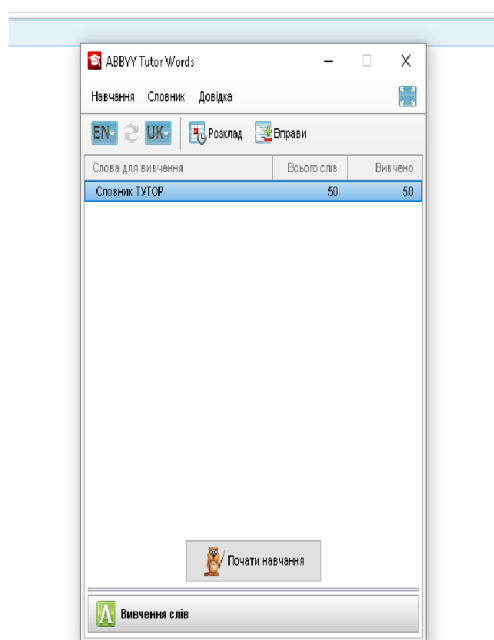 ABBYY Tutor Words
Навчання Словник Довідка
EN UK Розклад Вправи
Слова для вивчення Всього слів Вивчено
Словник ТУТОР 50 50
Почати навчання
Вивчення слів